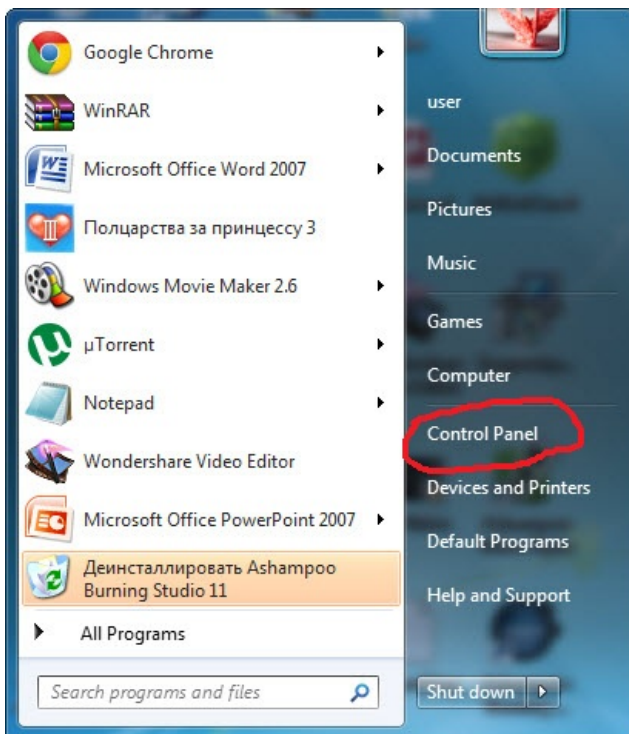 Google Chrome
WinRAR
Microsoft Office Word 2007
Полцарства за принцессу 3
Windows Movie Maker 2.6
µTorrent
Notepad
Wondershare Video Editor
Microsoft Office PowerPoint 2007
Деинсталлировать Ashampoo
Burning Studio 11
All Programs
Search programs and files
user
Documents
Pictures
Music
Games
Computer
Control Panel
Devices and Printers
Default Programs
Help and Support
Shut down